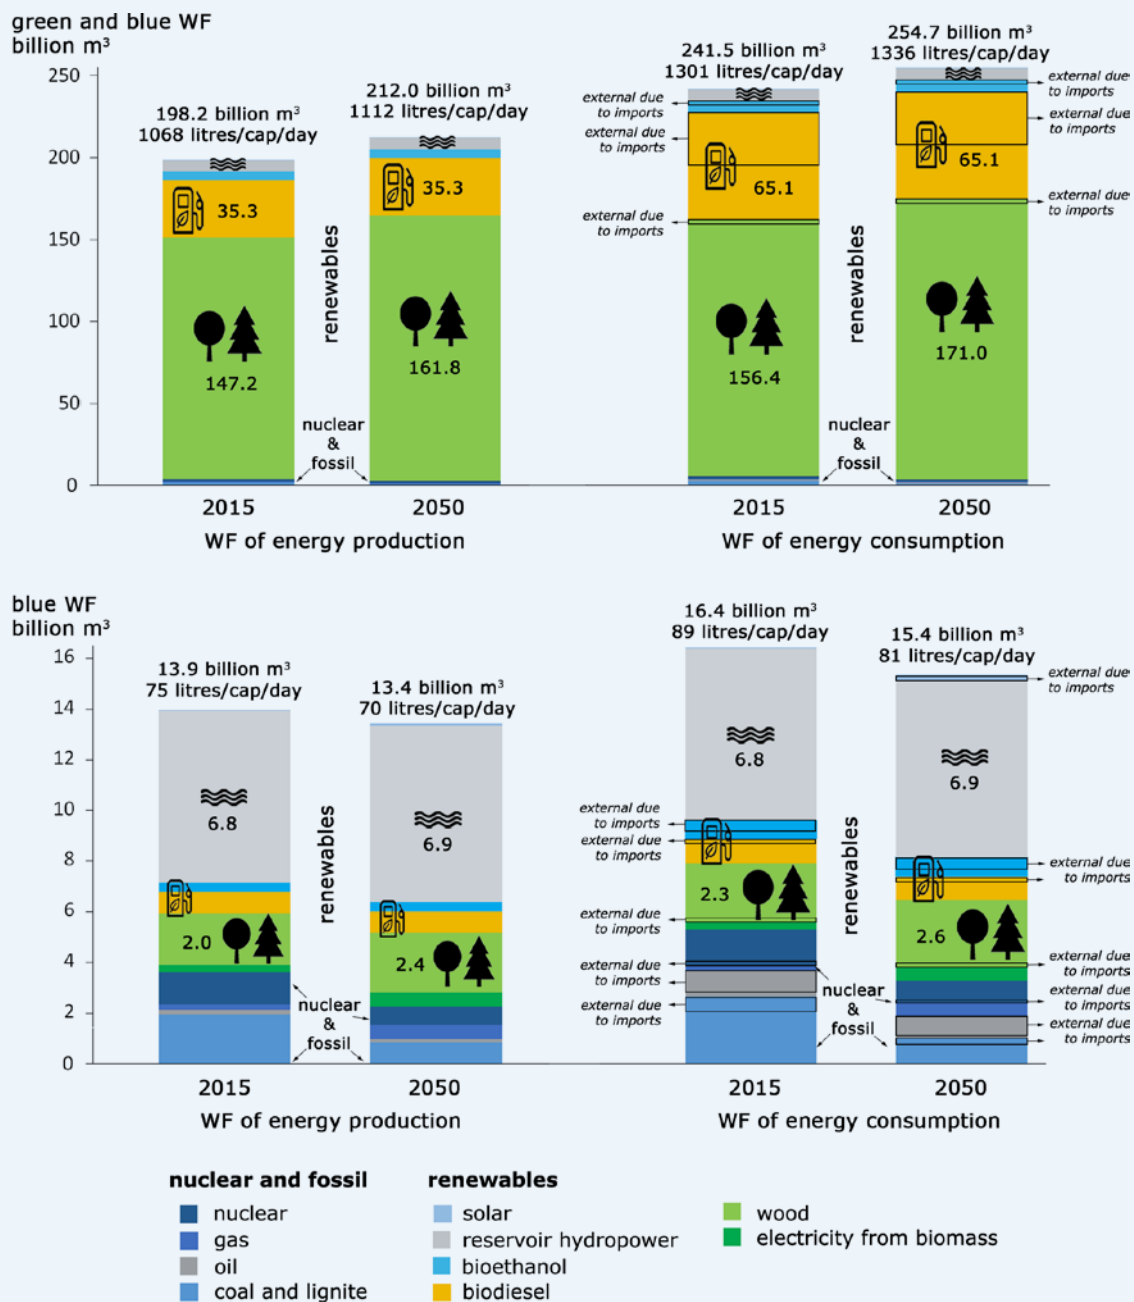 green and blue WF
billion m³
250
200
150
100
50
0
198.2 billion m³
1068 litres/cap/day
35.3
147.2
2015
212.0 billion m³
1112 litres/cap/day
35.3
161.8
2050
renewables
nuclear
&
fossil
WF of energy production
241.5 billion m³
1301 litres/cap/day
external due
to imports
external due
to imports
65.1
external due
to imports
156.4
2015
254.7 billion m³
1336 litres/cap/day
external due
to imports
external due
to imports
65.1
external due
to imports
171.0
2050
renewables
nuclear
&
fossil
WF of energy consumption
blue WF
billion m³
16
14
12
10
8
6
4
2
0
13.9 billion m³
75 litres/cap/day
6.8
2.0
2015
13.4 billion m³
70 litres/cap/day
6.9
2.4
2050
renewables
nuclear
&
fossil
WF of energy production
16.4 billion m³
89 litres/cap/day
6.8
external due
to imports
external due
to imports
2.3
external due
to imports
external due
to imports
external due
to imports
2015
15.4 billion m³
81 litres/cap/day
external due
to imports
6.9
external due
to imports
2.6
external due
to imports
external due
to imports
2050
renewables
nuclear
&
fossil
WF of energy consumption
nuclear and fossil
nuclear
gas
oil
coal and lignite
renewables
solar
reservoir hydropower
bioethanol
biodiesel
wood
electricity from biomass